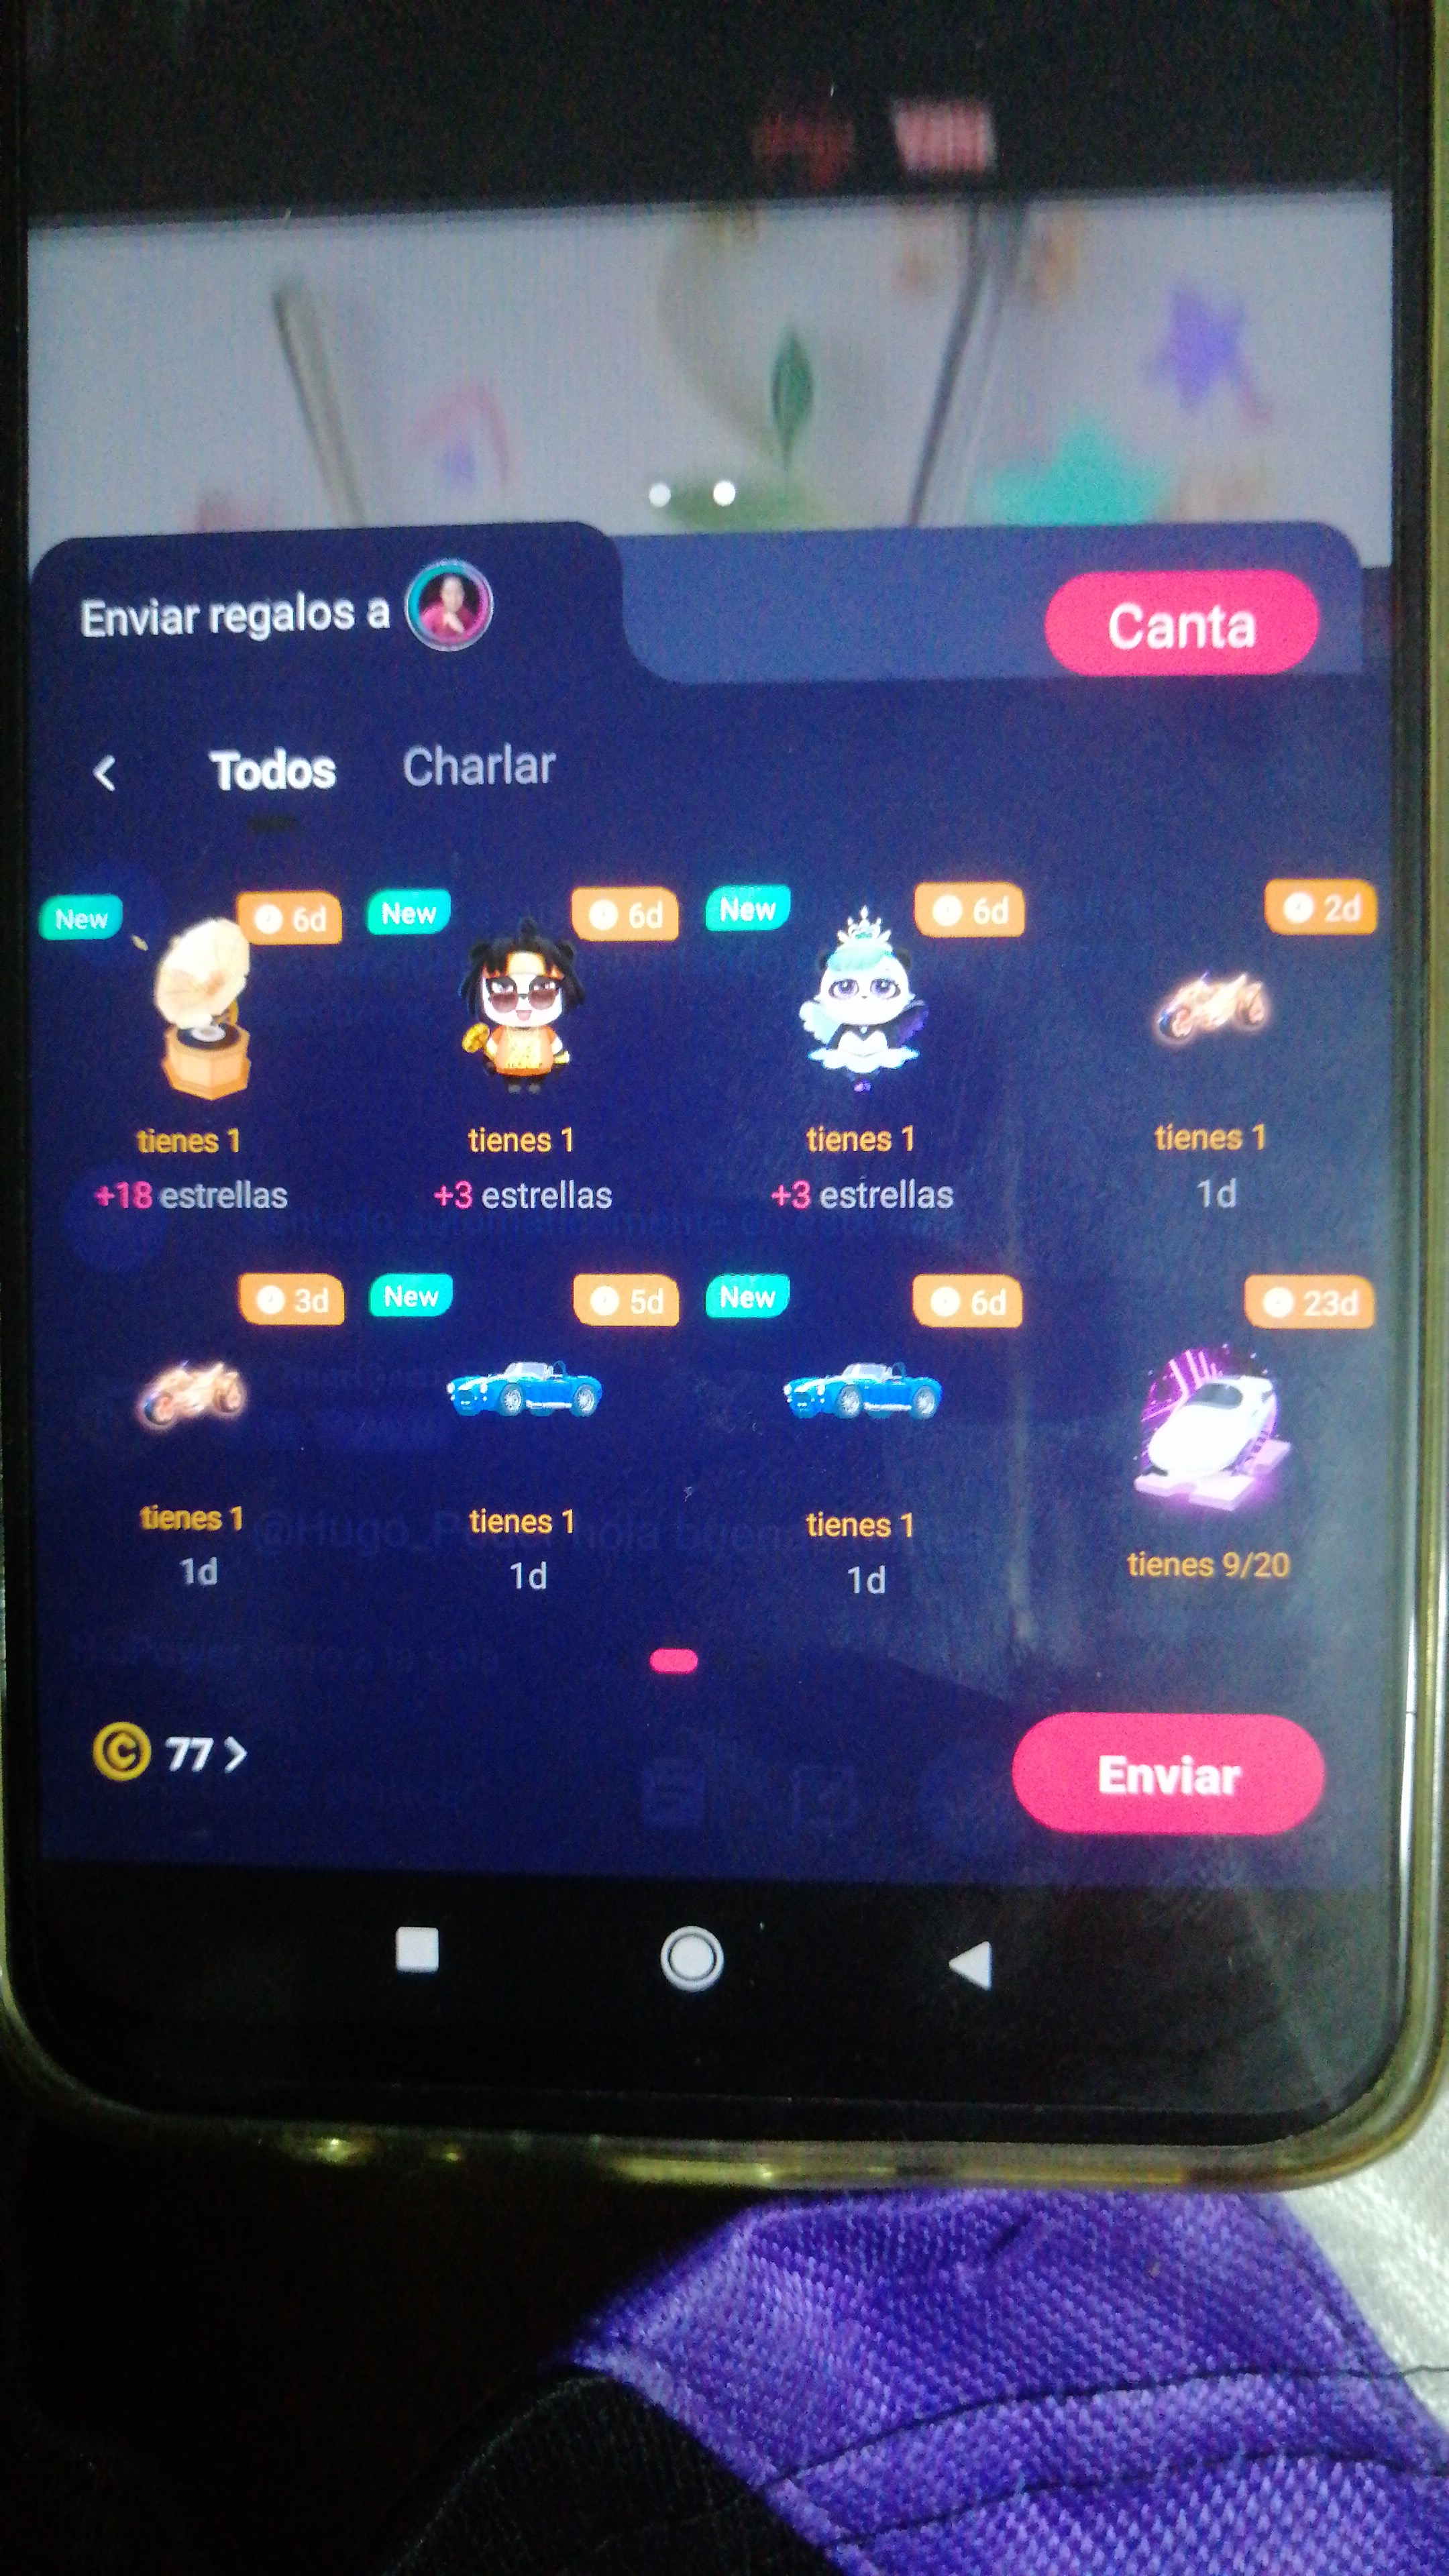 Enviar regalos a
Canta
Todos Charlar
New 6d New 6d New 6d 2d
tienes 1 tienes 1 tienes 1 tienes 1
+18 estrellas +3 estrellas +3 estrellas 1d
3d New 5d New 6d 23d
tienes 1 tienes 1 tienes 1 tienes 9/20
1d 1d 1d
@Hugo_P
77
Enviar